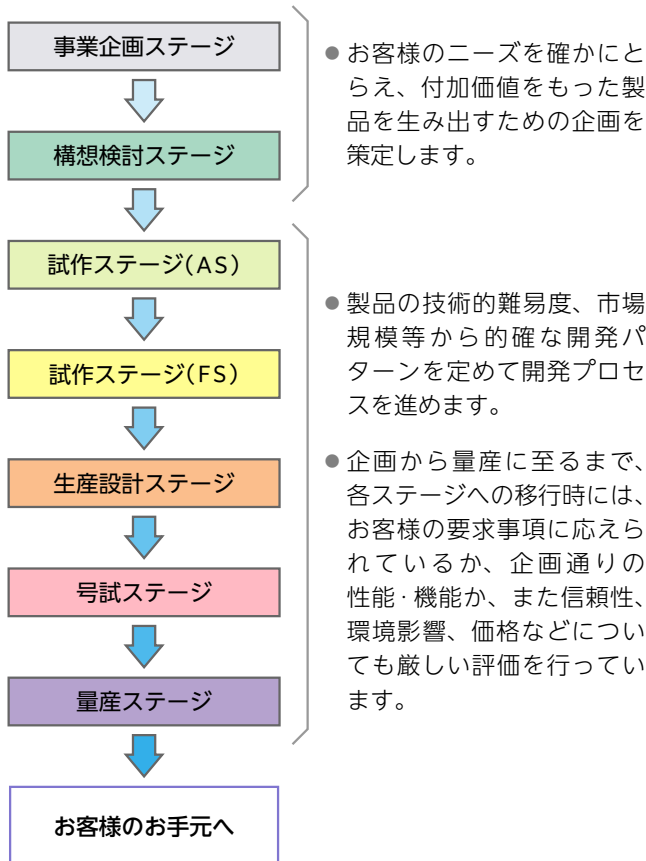 事業企画ステージ
構想検討ステージ
試作ステージ(AS)
試作ステージ(FS)
生産設計ステージ
号試ステージ
量産ステージ
お客様のお手元へ
●お客様のニーズを確かにと
らえ、付加価値をもった製
品を生み出すための企画を
策定します。
●製品の技術的難易度、市場
規模等から的確な開発パ
ターンを定めて開発プロセ
スを進めます。
●企画から量産に至るまで、
各ステージへの移行時には、
お客様の要求事項に応えら
れているか、企画通りの
性能・機能か、また信頼性、
環境影響、価格などについ
ても厳しい評価を行ってい
ます。